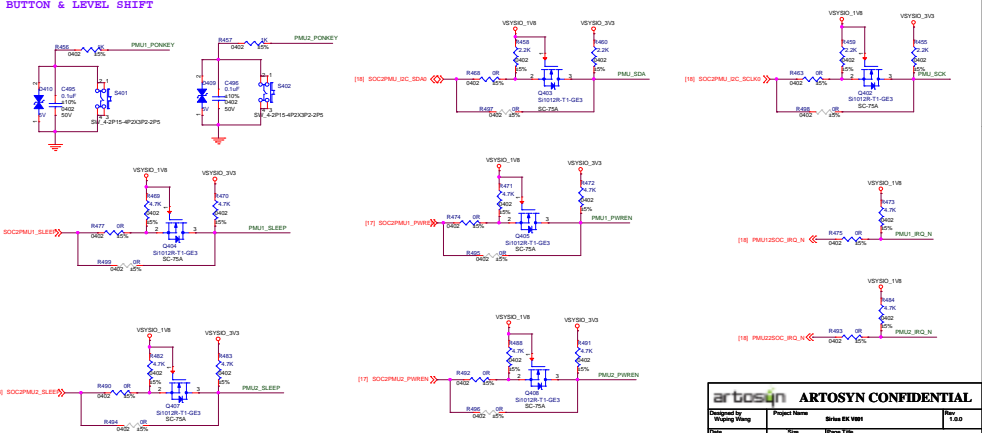 BUTTON & LEVEL SHIFT
R456 1K PMU1_PONKEY
0402 ±5%
D410
5V
C495
0.1uF
±10%
0402
50V
S401
SW_4-2P15-4P2X3P2-2P5
R457 1K PMU2_PONKEY
0402 ±5%
D409
5V
C496
0.1uF
±10%
0402
50V
S402
SW_4-2P15-4P2X3P2-2P5
VSYSIO_1V8 VSYSIO_3V3
R458
2.2K
0402
±5%
R460
2.2K
0402
±5%
[18] SOC2PMU_I2C_SDA0 R468 0R
0402 ±5%
PMU_SDA
Q403
Si1012R-T1-GE3
SC-75A
R497 0R
0402 ±5%
VSYSIO_1V8 VSYSIO_3V3
R459
2.2K
0402
±5%
R455
2.2K
0402
±5%
SOC2PMU_I2C_SCLK0 R463 0R
0402 ±5%
PMU_SCK
Q402
Si1012R-T1-GE3
SC-75A
R498 0R
0402 ±5%
VSYSIO_1V8 VSYSIO_3V3
R469
4.7K
0402
±5%
R470
4.7K
0402
±5%
SOC2PMU1_SLEEP R477 0R
0402 ±5%
PMU1_SLEEP
Q404
Si1012R-T1-GE3
SC-75A
R499 0R
0402 ±5%
VSYSIO_1V8 VSYSIO_3V3
R471
4.7K
0402
±5%
R472
4.7K
0402
±5%
[17] SOC2PMU1_PWREN R474 0R
0402 ±5%
PMU1_PWREN
Q405
Si1012R-T1-GE3
SC-75A
R495 0R
0402 ±5%
VSYSIO_1V8
R473
4.7K
0402
±5%
[18] PMU12SOC_IRQ_N R475 0R
0402 ±5%
PMU1_IRQ_N
VSYSIO_1V8
R484
4.7K
0402
±5%
[18] PMU22SOC_IRQ_N R493 0R
0402 ±5%
PMU2_IRQ_N
VSYSIO_1V8 VSYSIO_3V3
R482
4.7K
0402
±5%
R483
4.7K
0402
±5%
SOC2PMU2_SLEEP R490 0R
0402 ±5%
PMU2_SLEEP
Q407
Si1012R-T1-GE3
SC-75A
R494 0R
0402 ±5%
VSYSIO_1V8 VSYSIO_3V3
R488
4.7K
0402
±5%
R491
4.7K
0402
±5%
[17] SOC2PMU2_PWREN R492 0R
0402 ±5%
PMU2_PWREN
Q408
Si1012R-T1-GE3
SC-75A
R496 0R
0402 ±5%
artosyn ARTOSYN CONFIDENTIAL
Designed by Project Name Rev
Wuping Wang Sirius EK V001 1.0.0
Date Size Page Title